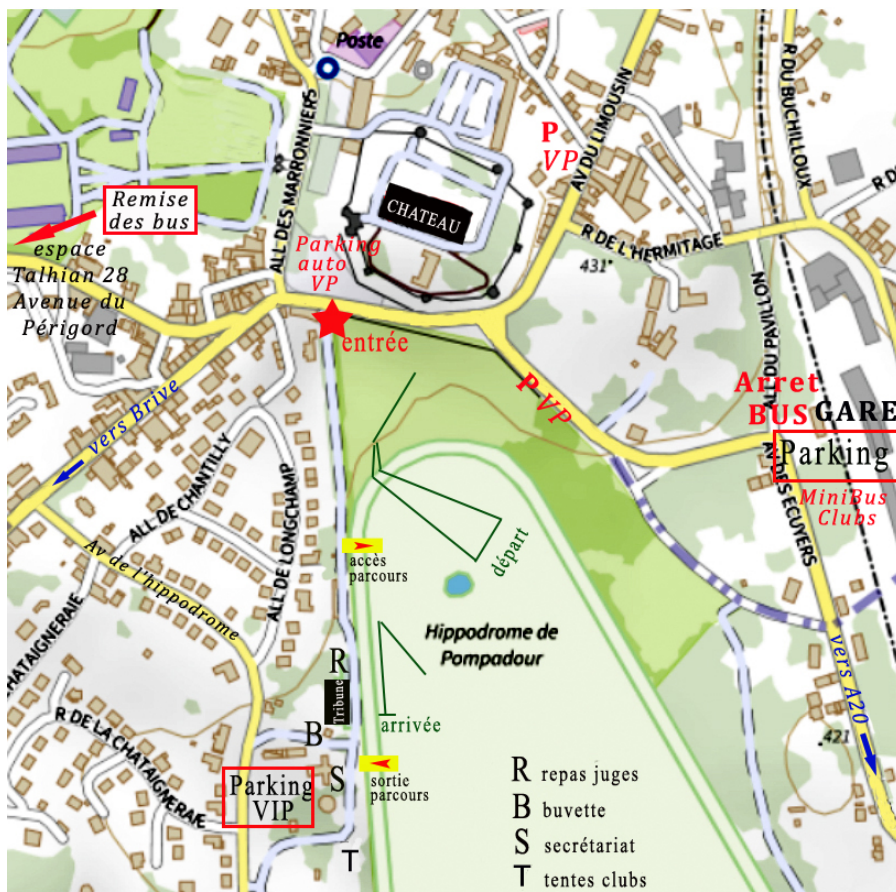 Poste
R DU BUCHILLOUX
P
VP
AV DU LIMOUSIN
ALL DES MARRONNIERS
Remise
des bus
CHATEAU
espace
Talhian 28
Avenue du
Périgord
Parking
auto
VP
R DE L'HERMITAGE
431
entrée
vers Brive
P VP
Arret
BUS
GARE
Parking
MiniBus
Clubs
AV DES ECUYERS
ALL DE CHANTILLY
ALL DE LONGCHAMP
Av de l'hippodrome
accès
parcours
départ
Hippodrome de
Pompadour
CHATAIGNERAIE
R DE LA CHATAIGNERAIE
R
Tribune
B
arrivée
vers A20
421
Parking
VIP
S
sortie
parcours
T
R repas juges
B buvette
S secrétariat
T tentes clubs